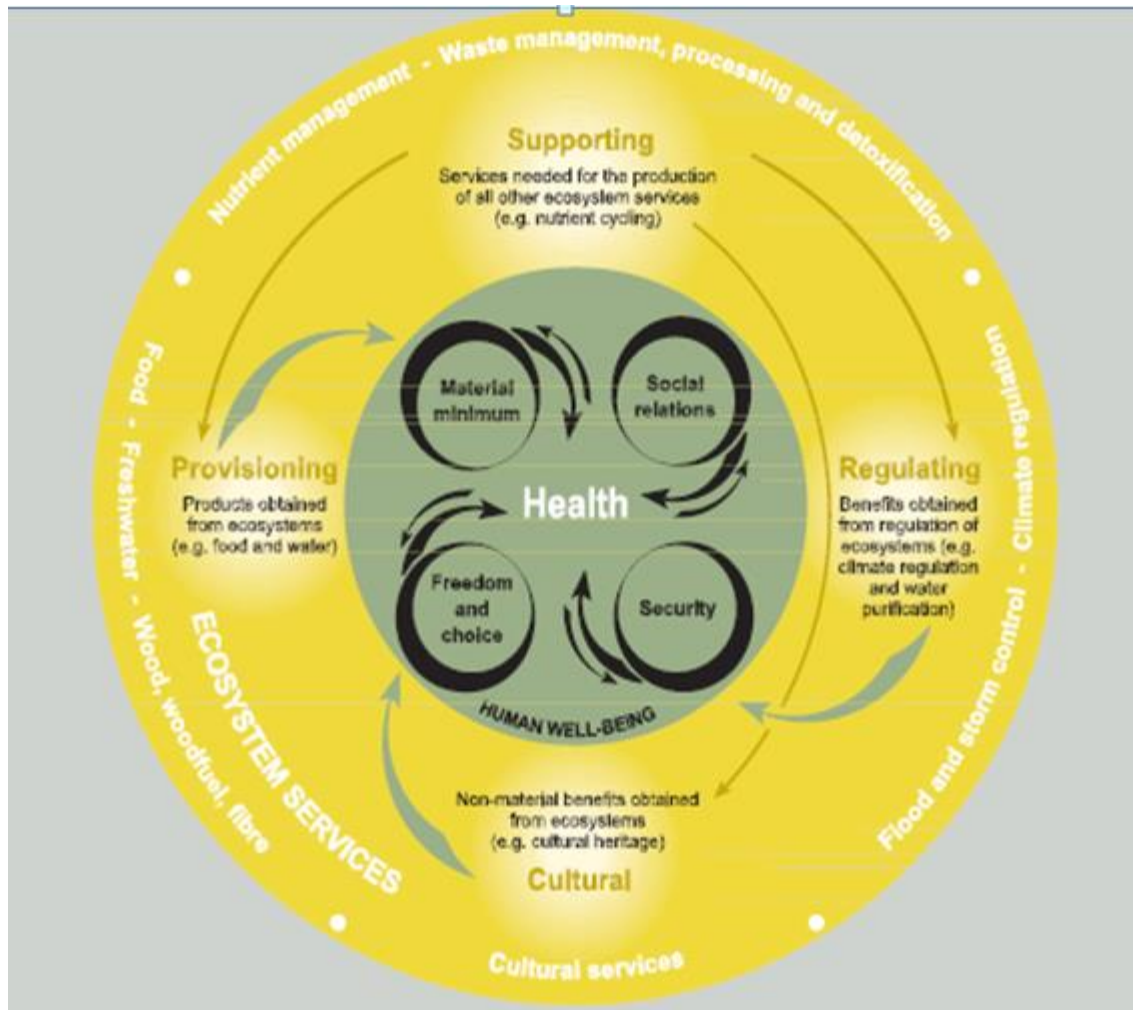 Nutrient management - Waste management, processing and detoxification
Supporting
Services needed for the production
of all other ecosystem services
(e.g. nutrient cycling)
Material
minimum
Social
relations
Food - Freshwater - Wood, woodfuel, fibre
Provisioning
Products obtained
from ecosystems
(e.g. food and water)
Health
Regulating
Benefits obtained
from regulation of
ecosystems (e.g.
climate regulation
and water
purification)
Flood and storm control - Climate regulation
Freedom
and
choice
Security
HUMAN WELL-BEING
ECOSYSTEM SERVICES
Non-material benefits obtained
from ecosystems
(e.g. cultural heritage)
Cultural
Cultural services